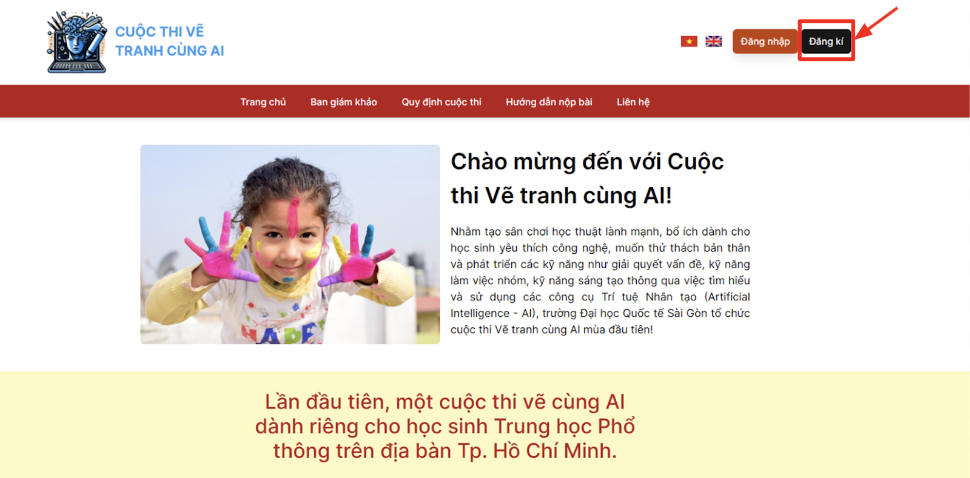 CUỘC THI VẼ
TRANH CÙNG AI
Đăng nhập
Đăng kí
Trang chủ
Ban giám khảo
Quy định cuộc thi
Hướng dẫn nộp bài
Liên hệ
Chào mừng đến với Cuộc
thi Vẽ tranh cùng AI!
Nhằm tạo sân chơi học thuật lành mạnh, bổ ích dành cho
học sinh yêu thích công nghệ, muốn thử thách bản thân
và phát triển các kỹ năng như giải quyết vấn đề, kỹ năng
làm việc nhóm, kỹ năng sáng tạo thông qua việc tìm hiểu
và sử dụng các công cụ Trí tuệ Nhân tạo (Artificial
Intelligence - AI), trường Đại học Quốc tế Sài Gòn tổ chức
cuộc thi Vẽ tranh cùng AI mùa đầu tiên!
Lần đầu tiên, một cuộc thi vẽ cùng AI
dành riêng cho học sinh Trung học Phổ
thông trên địa bàn Tp. Hồ Chí Minh.